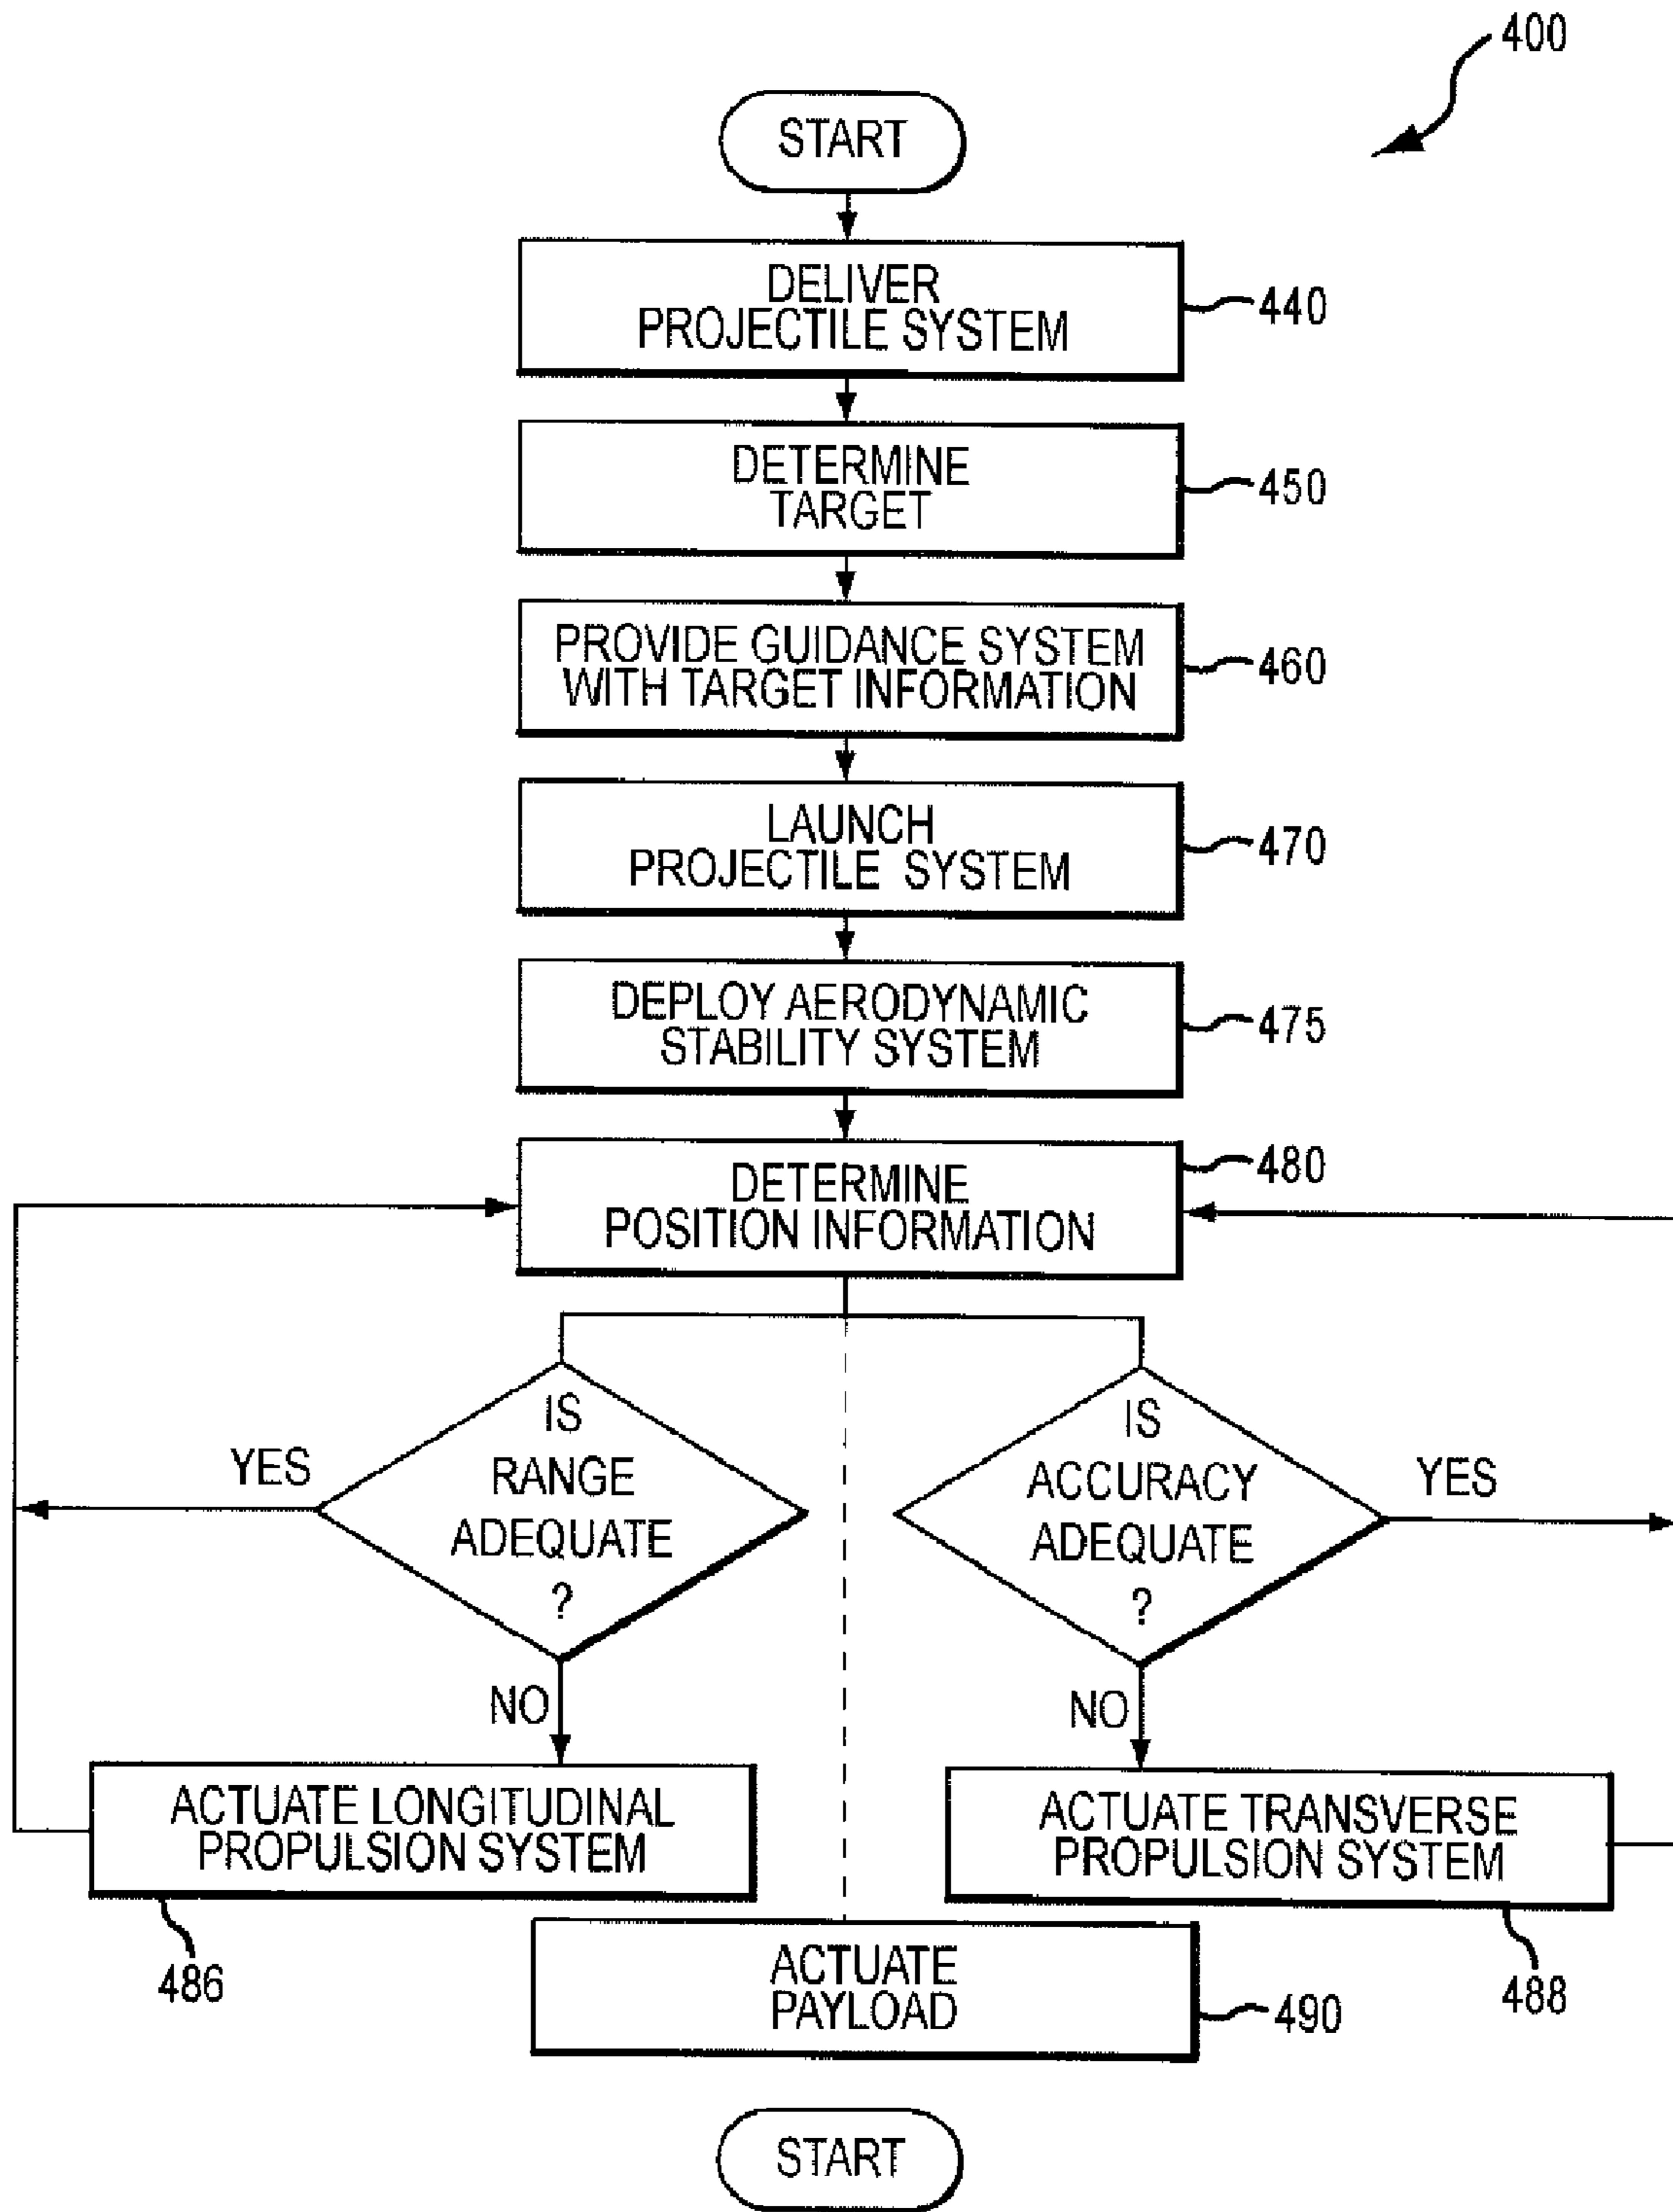 400
START
DELIVER
PROJECTILE SYSTEM
440
DETERMINE
TARGET
450
PROVIDE GUIDANCE SYSTEM
WITH TARGET INFORMATION
460
LAUNCH
PROJECTILE SYSTEM
470
DEPLOY AERODYNAMIC
STABILITY SYSTEM
475
DETERMINE
POSITION INFORMATION
480
IS
RANGE
ADEQUATE
?
YES
NO
IS
ACCURACY
ADEQUATE
?
YES
NO
ACTUATE LONGITUDINAL
PROPULSION SYSTEM
486
ACTUATE TRANSVERSE
PROPULSION SYSTEM
488
ACTUATE
PAYLOAD
490
START